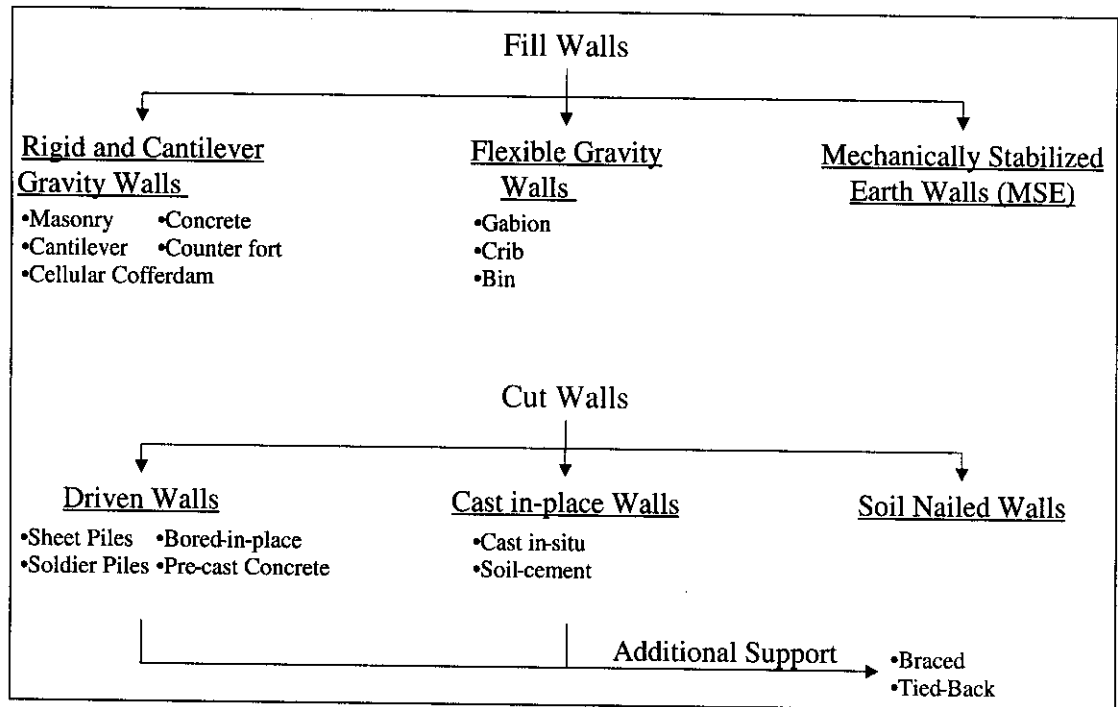 Fill Walls
Rigid and Cantilever
Gravity Walls
•Masonry •Concrete
•Cantilever •Counter fort
•Cellular Cofferdam
Flexible Gravity
Walls
•Gabion
•Crib
•Bin
Mechanically Stabilized
Earth Walls (MSE)
Cut Walls
Driven Walls
•Sheet Piles •Bored-in-place
•Soldier Piles •Pre-cast Concrete
Cast in-place Walls
•Cast in-situ
•Soil-cement
Soil Nailed Walls
Additional Support
•Braced
•Tied-Back